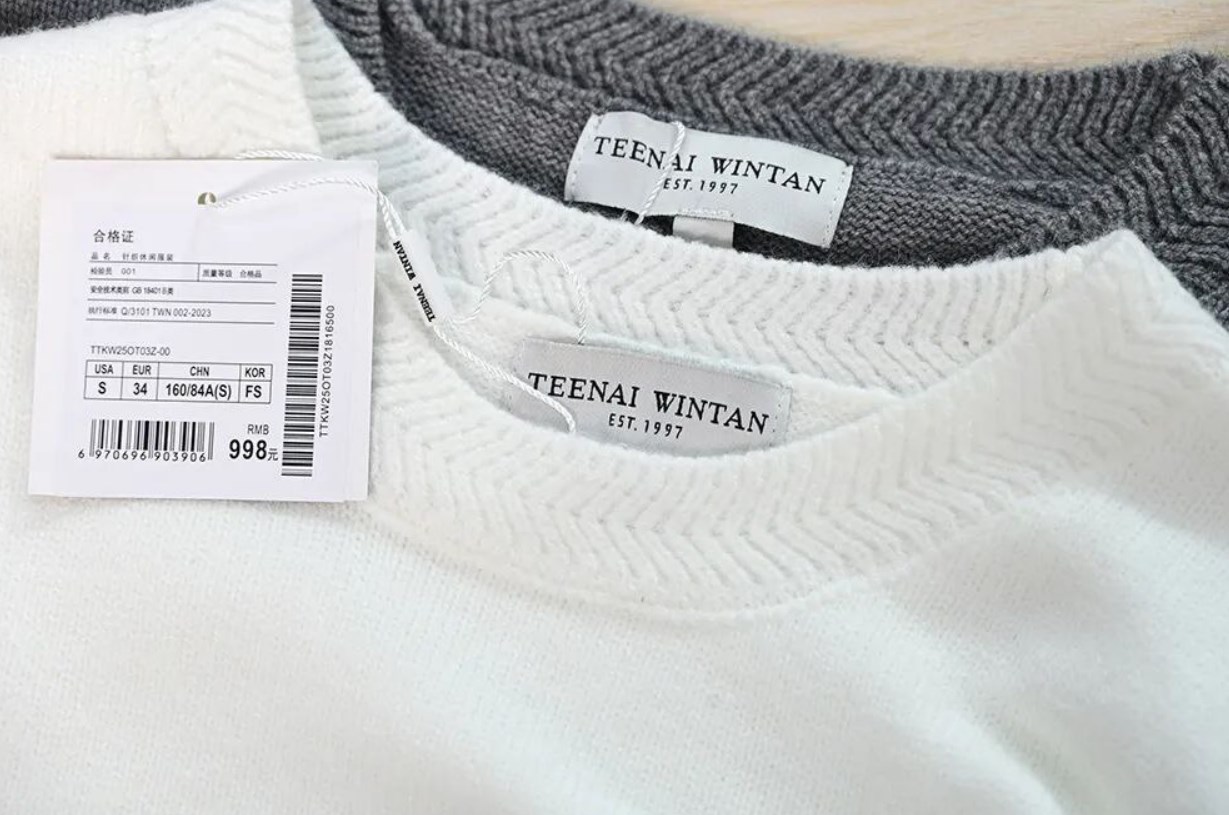 TEENAI WINTAN
EST. 1997
合格证
品 名 针织休闲服装
检验员 001 质量等级 合格品
安全技术类别 GB 18401 B类
执行标准 Q/3101 TWN 002-2023
TTKW25OT03Z-00
USA EUR CHN KOR
S 34 160/84A(S) FS
RMB
998元
6 970696 903906
TTKW25OT03Z1816500
TEENAI WINTAN
TEENAI WINTAN
EST. 1997